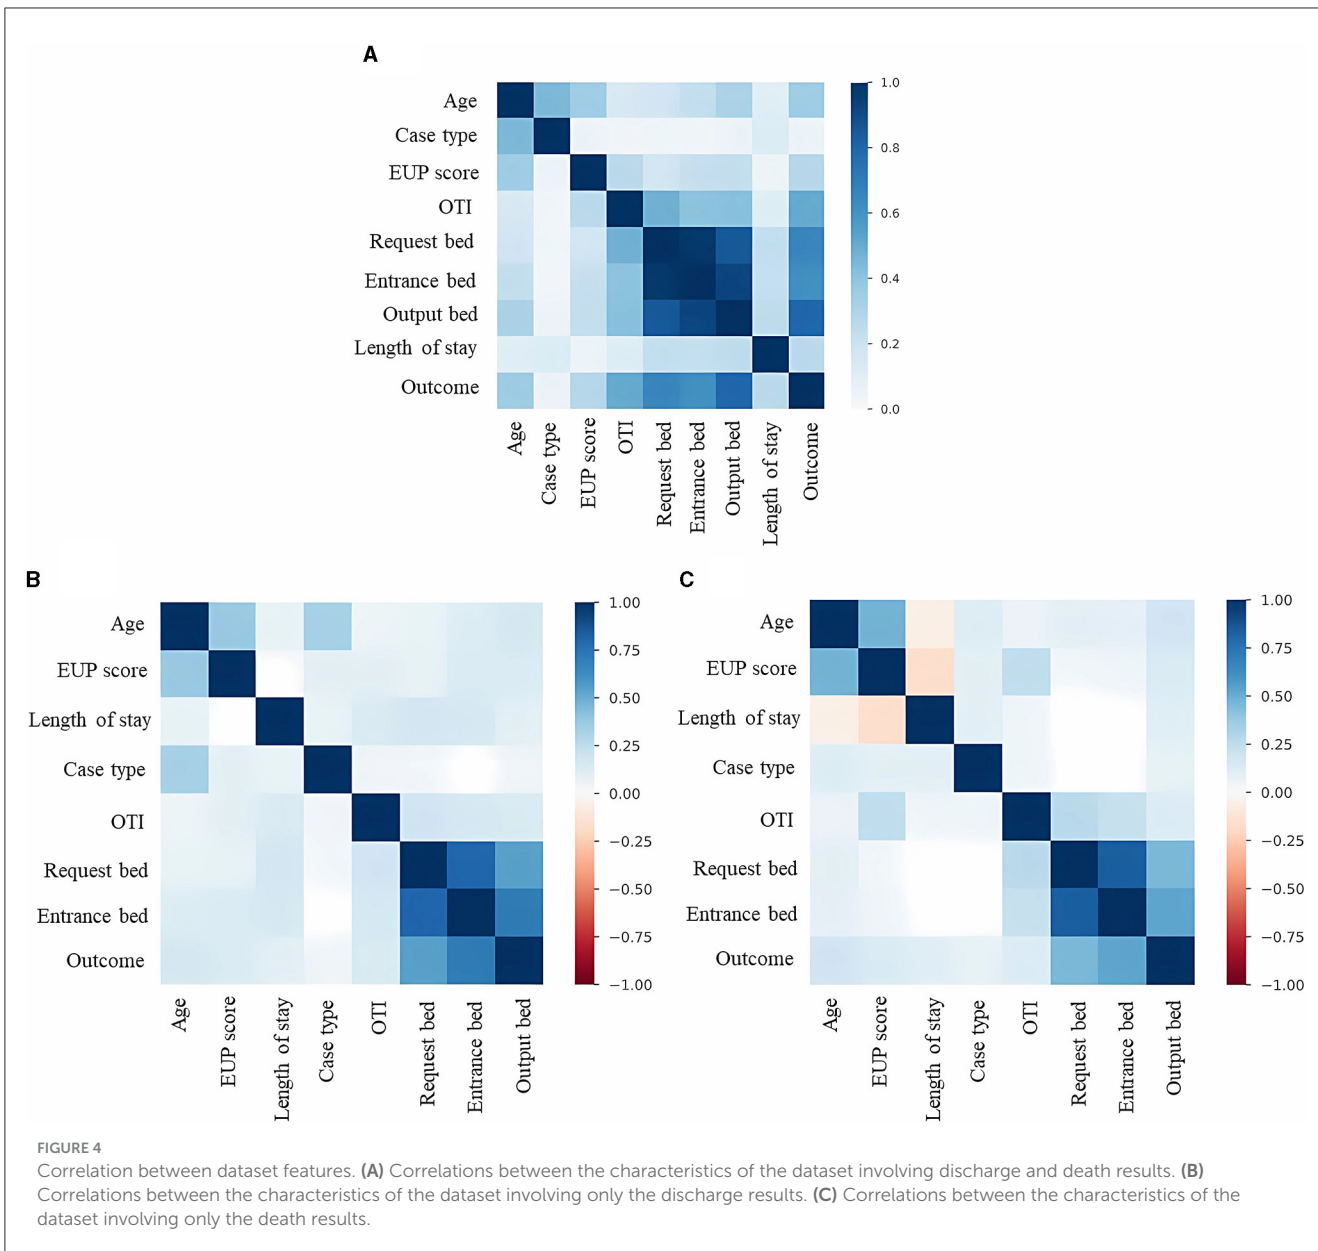 A
Age
Case type
EUP score
OTI
Request bed
Entrance bed
Output bed
Length of stay
Outcome
1.0
0.8
0.6
0.4
0.2
0.0
Age
Case type
EUP score
OTI
Request bed
Entrance bed
Output bed
Length of stay
Outcome
B
Age
EUP score
Length of stay
Case type
OTI
Request bed
Entrance bed
Outcome
1.00
0.75
0.50
0.25
0.00
−0.25
−0.50
−0.75
−1.00
Age
EUP score
Length of stay
Case type
OTI
Request bed
Entrance bed
Output bed
C
Age
EUP score
Length of stay
Case type
OTI
Request bed
Entrance bed
Outcome
1.00
0.75
0.50
0.25
0.00
−0.25
−0.50
−0.75
−1.00
Age
EUP score
Length of stay
Case type
OTI
Request bed
Entrance bed
Output bed
FIGURE 4
Correlation between dataset features. (A) Correlations between the characteristics of the dataset involving discharge and death results. (B)
Correlations between the characteristics of the dataset involving only the discharge results. (C) Correlations between the characteristics of the
dataset involving only the death results.